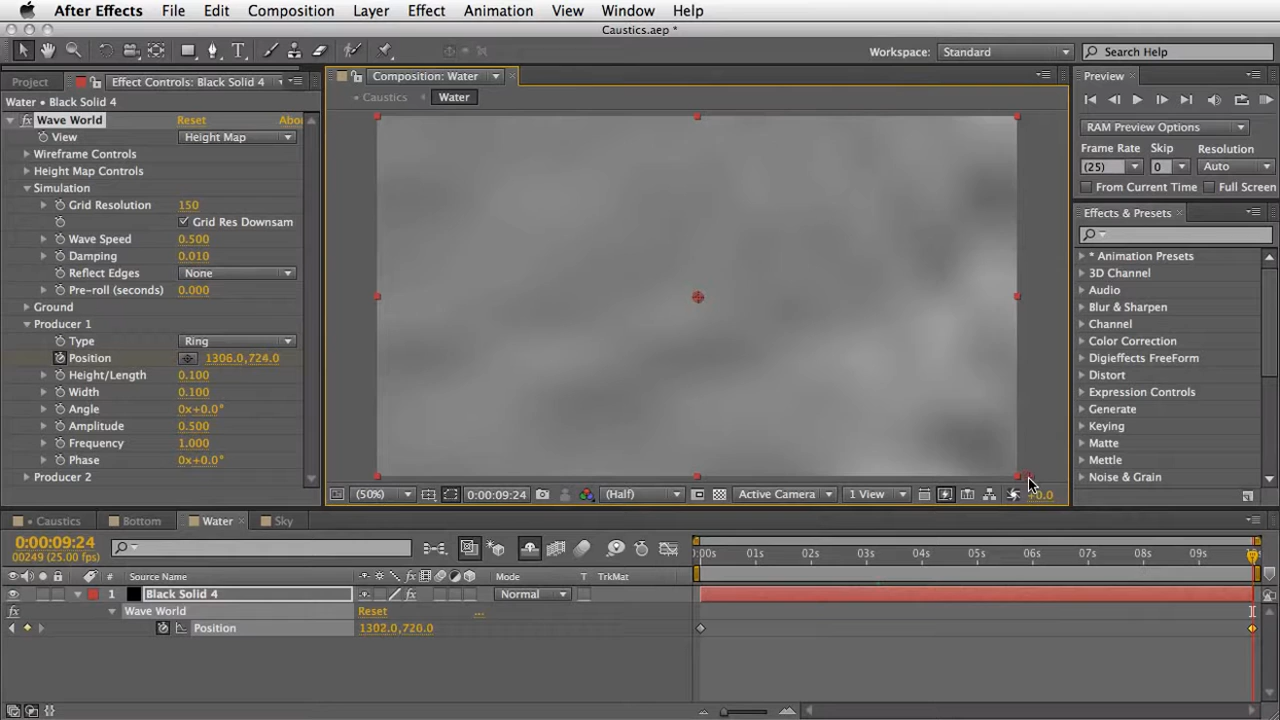 After Effects File Edit Composition Layer Effect Animation View Window Help
Caustics.aep *
Workspace: Standard Search Help
Project Effect Controls: Black Solid 4 Composition: Water Preview
Water • Black Solid 4 Caustics Water
fx Wave World Reset Abo
View Height Map RAM Preview Options
Wireframe Controls Frame Rate Skip Resolution
Height Map Controls (25) 0 Auto
Simulation From Current Time Full Screen
Grid Resolution 150 Effects & Presets
Grid Res Downsam
Wave Speed 0.500
Damping 0.010 * Animation Presets
Reflect Edges None 3D Channel
Pre-roll (seconds) 0.000 Audio
Ground Blur & Sharpen
Producer 1 Channel
Type Ring Color Correction
Position 1306.0,724.0 Digieffects FreeForm
Height/Length 0.100 Distort
Width 0.100 Expression Controls
Angle 0x+0.0° Generate
Amplitude 0.500 Keying
Frequency 1.000 Matte
Phase 0x+0.0° Mettle
Producer 2 Noise & Grain
(50%) 0:00:09:24 (Half) Active Camera 1 View +0.0
Caustics Bottom Water Sky
0:00:09:24
00249 (25.00 fps) 01s 02s 03s 04s 05s 06s 07s 08s 09s
# Source Name Mode T TrkMat
1 Black Solid 4 fx Normal
fx Wave World Reset ...
Position 1302.0,720.0